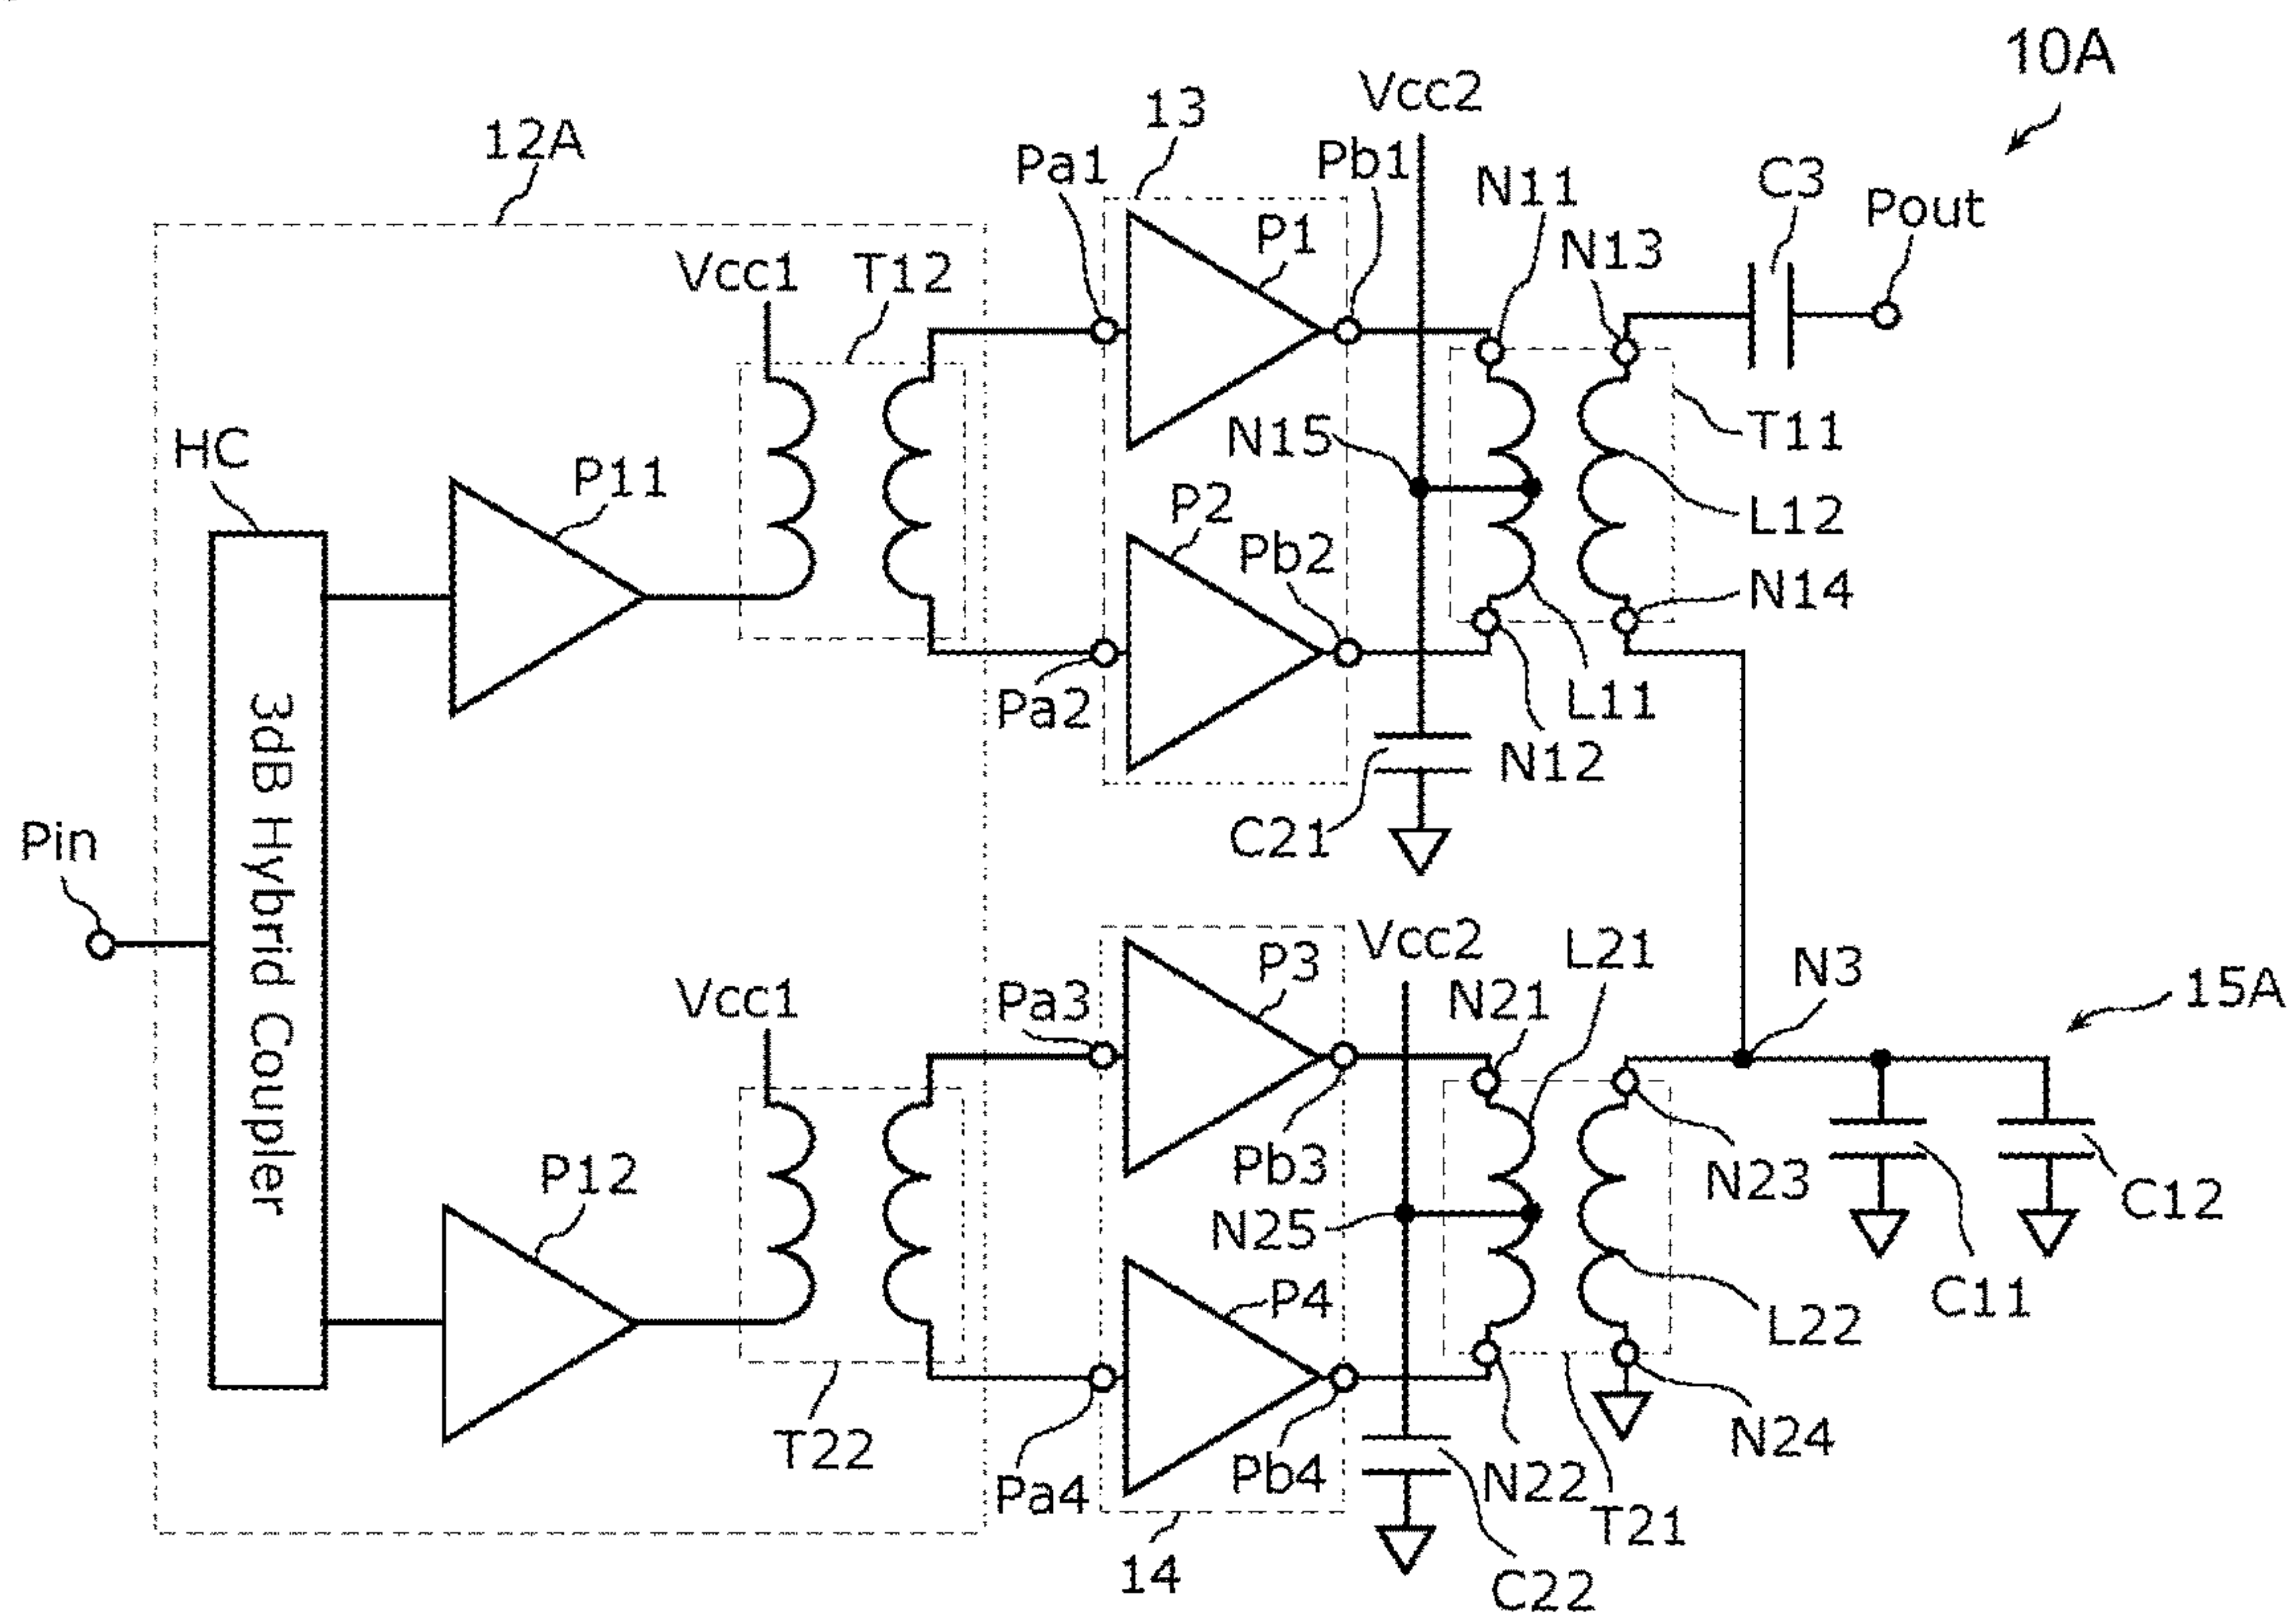 10A
12A
13
Vcc2
Pa1
Pb1
N11
C3
Pout
N13
P1
Vcc1
T12
HC
P11
N15
T11
P2
L12
Pb2
N14
Pa2
L11
N12
C21
3dB Hybrid Coupler
Pin
Vcc2
L21
P3
N3
15A
Vcc1
Pa3
N21
Pb3
N23
P12
N25
C12
P4
C11
L22
T22
Pb4
N22
N24
Pa4
T21
14
C22